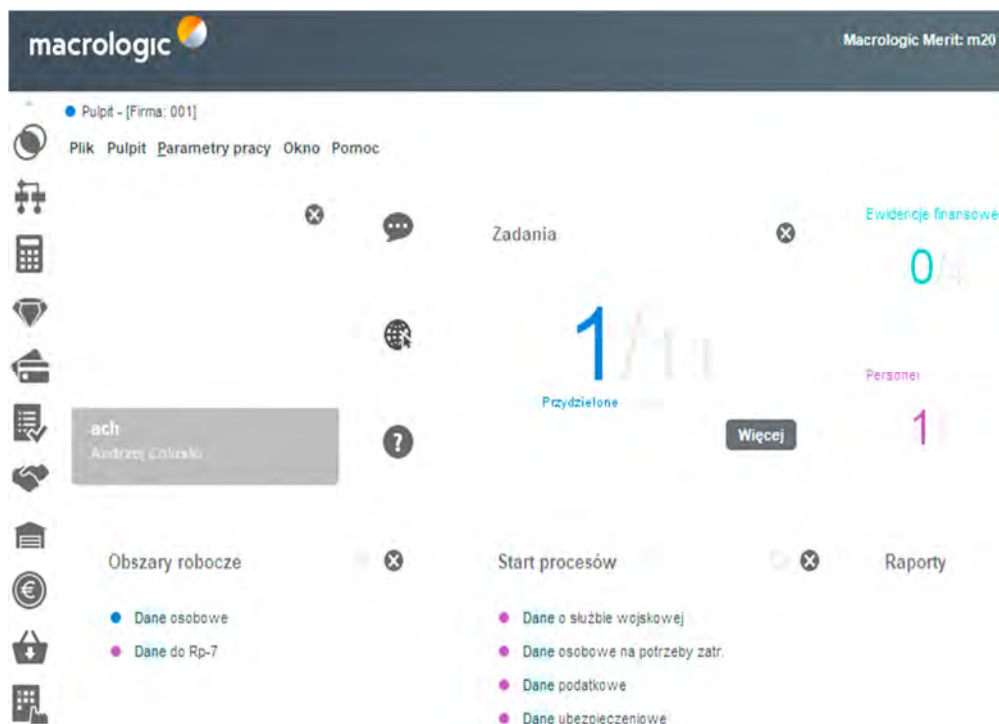 macrologic
Macrologic Merit: m20
Pulpit - [Firma: 001]
Plik Pulpit Parametry pracy Okno Pomoc
Zadania
1/11
Przydzielone
Więcej
Ewidencje finansowe
0/4
Personel
1
ach
Andrzej
Obszary robocze
Dane osobowe
Dane do Rp-7
Start procesów
Dane o służbie wojskowej
Dane osobowe na potrzeby zatr.
Dane podatkowe
Dane ubezpieczeniowe
Raporty